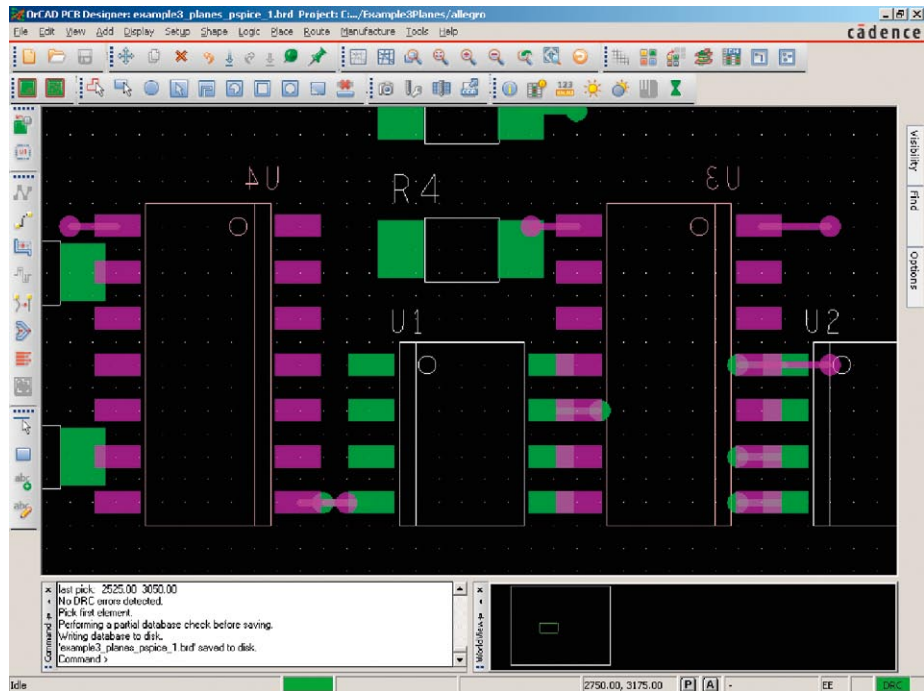 OrCAD PCB Designer: example3_planes_pspice_1.brd Project: C:.../Example3Planes/allegro
File Edit View Add Display Setup Shape Logic Place Route Manufacture Tools Help
cādence
U4
R4
U3
U1
U2
Visibility
Find
Options
last pick: 2525.00 3050.00
No DRC errors detected.
Pick first element.
Performing a partial database check before saving.
Writing database to disk.
'example3_planes_pspice_1.brd' saved to disk.
Command >
Command
WorldView
Idle
2750.00, 3175.00 P A - EE DRC